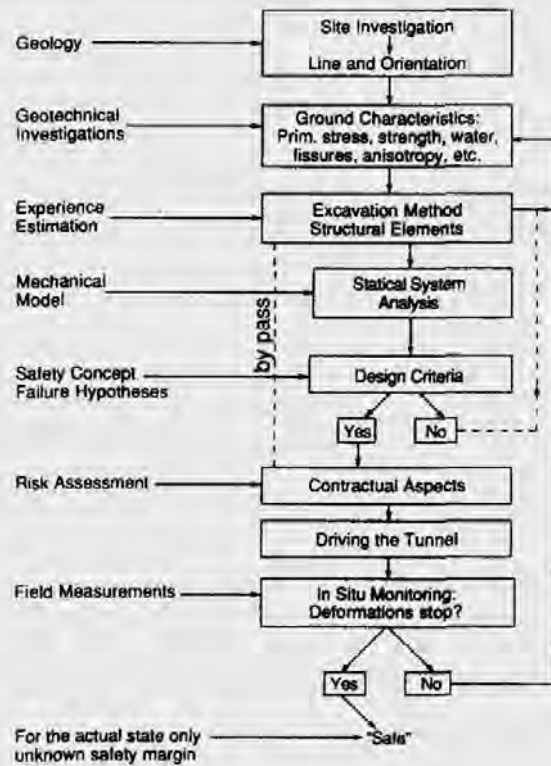 Geology
Site Investigation
Line and Orientation
Geotechnical
Investigations
Ground Characteristics:
Prim. stress, strength, water,
fissures, anisotropy, etc.
Experience
Estimation
Excavation Method
Structural Elements
Mechanical
Model
Statical System
Analysis
by pass
Safety Concept
Failure Hypotheses
Design Criteria
Yes
No
Risk Assessment
Contractual Aspects
Driving the Tunnel
Field Measurements
In Situ Monitoring:
Deformations stop?
Yes
No
For the actual state only
unknown safety margin
"Safe"